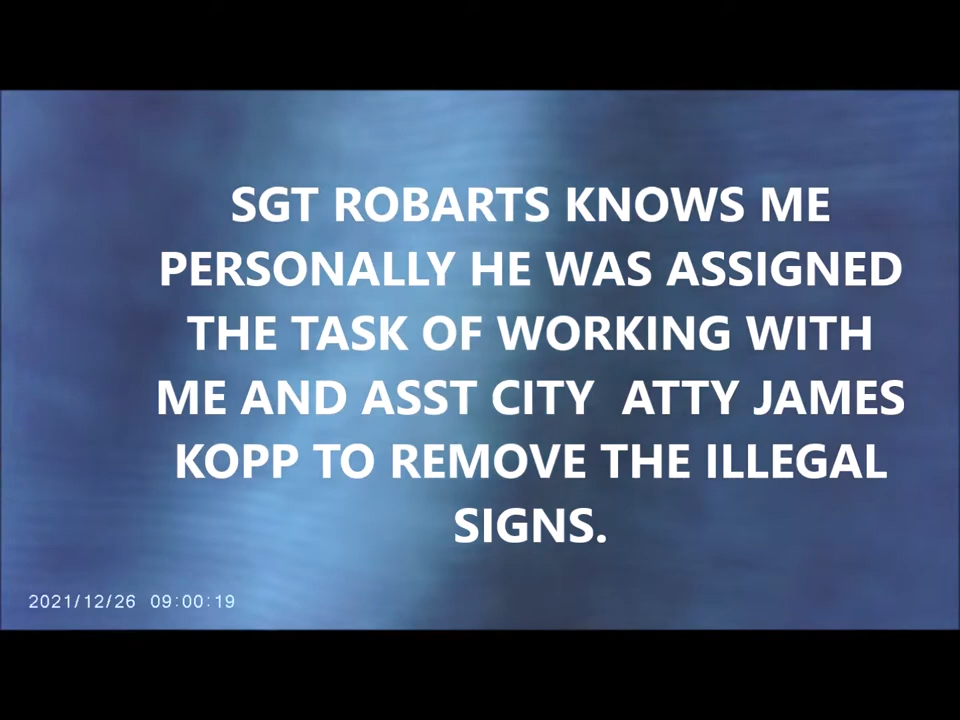 SGT ROBARTS KNOWS ME
PERSONALLY HE WAS ASSIGNED
THE TASK OF WORKING WITH
ME AND ASST CITY  ATTY JAMES
KOPP TO REMOVE THE ILLEGAL
SIGNS.
2021/12/26  09:00:19